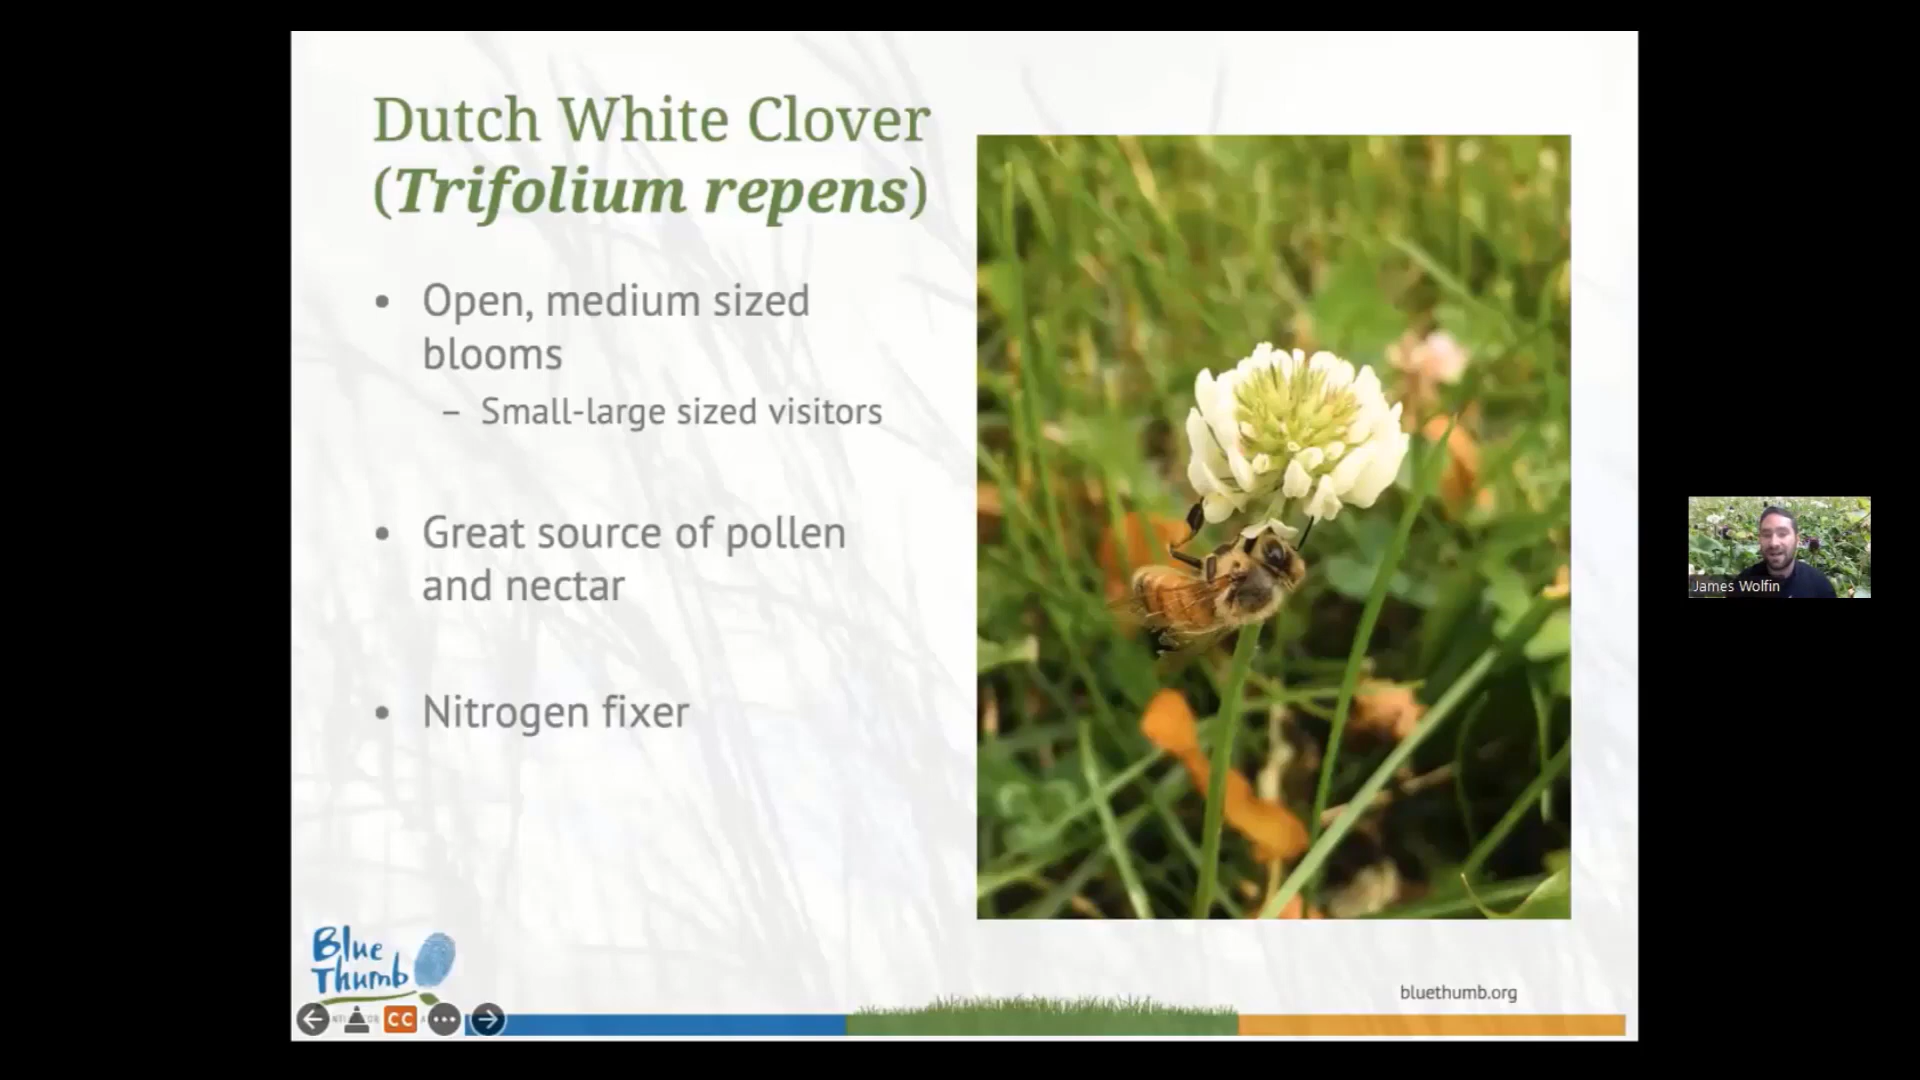 Dutch White Clover
(Trifolium repens)
• Open, medium sized
blooms
– Small-large sized visitors
• Great source of pollen
and nectar
• Nitrogen fixer
James Wolfin
Blue
Thumb
CC
bluethumb.org